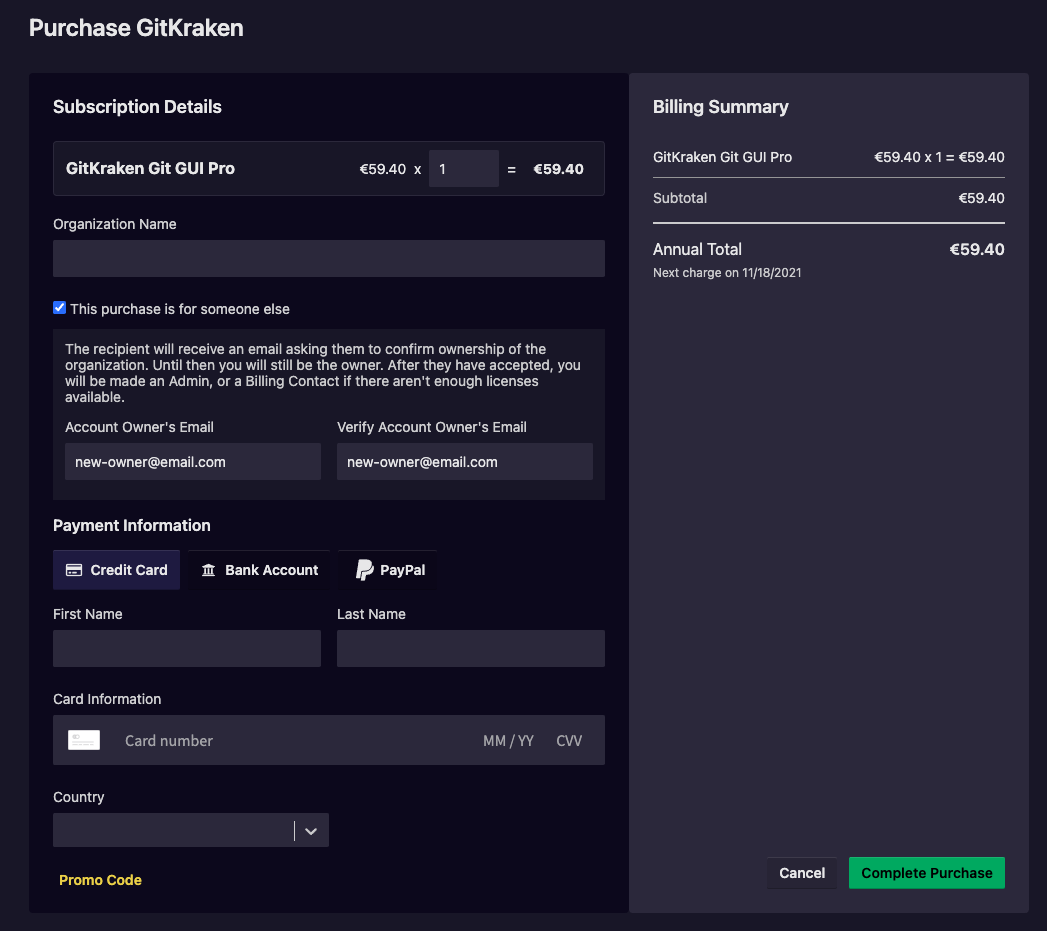 Purchase GitKraken
Subscription Details
GitKraken Git GUI Pro €59.40 x 1 = €59.40
Organization Name
This purchase is for someone else
The recipient will receive an email asking them to confirm ownership of the
organization. Until then you will still be the owner. After they have accepted, you
will be made an Admin, or a Billing Contact if there aren't enough licenses
available.
Account Owner's Email Verify Account Owner's Email
new-owner@email.com new-owner@email.com
Payment Information
Credit Card Bank Account PayPal
First Name Last Name
Card Information
Card number MM / YY CVV
Country
Promo Code
Billing Summary
GitKraken Git GUI Pro €59.40 x 1 = €59.40
Subtotal €59.40
Annual Total €59.40
Next charge on 11/18/2021
Cancel Complete Purchase